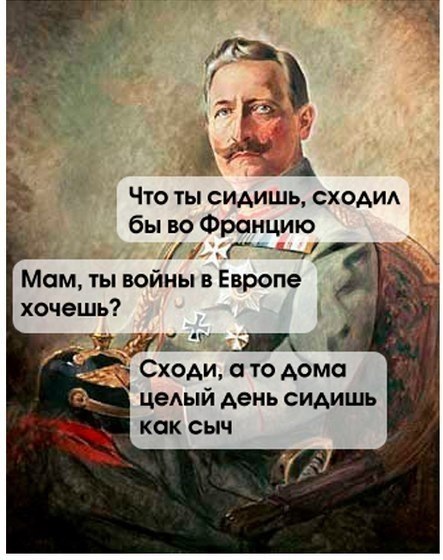 Что ты сидишь, сходил
бы во Францию
Мам, ты войны в Европе
хочешь?
Сходи, а то дома
целый день сидишь
как сыч